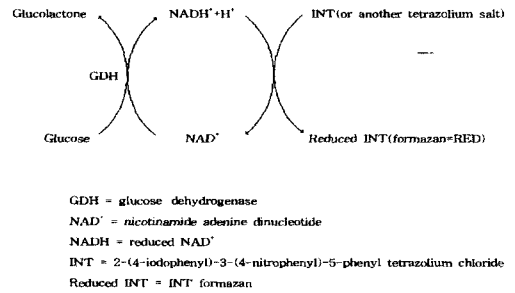 Glucolactone NADH⁺+H⁺ INT(or another tetrazolium salt)
GDH
Glucose NAD⁺ Reduced INT(formazan=RED)
GDH = glucose dehydrogenase
NAD⁺ = nicotinamide adenine dinucleotide
NADH = reduced NAD⁺
INT = 2-(4-iodophenyl)-3-(4-nitrophenyl)-5-phenyl tetrazolium chloride
Reduced INT = INT formazan